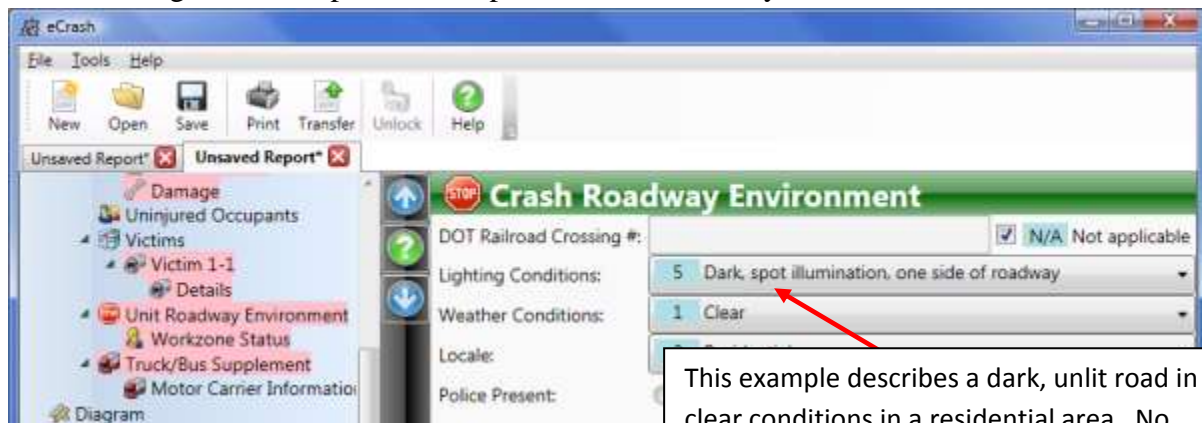 eCrash
File Tools Help
New Open Save Print Transfer Unlock Help
Unsaved Report* Unsaved Report*
Damage
Uninjured Occupants
Victims
Victim 1-1
Details
Unit Roadway Environment
Workzone Status
Truck/Bus Supplement
Motor Carrier Informatio
Diagram
STOP Crash Roadway Environment
DOT Railroad Crossing #: N/A Not applicable
Lighting Conditions: 5 Dark, spot illumination, one side of roadway
Weather Conditions: 1 Clear
Locale:
Police Present:
This example describes a dark, unlit road in
clear conditions in a residential area. No